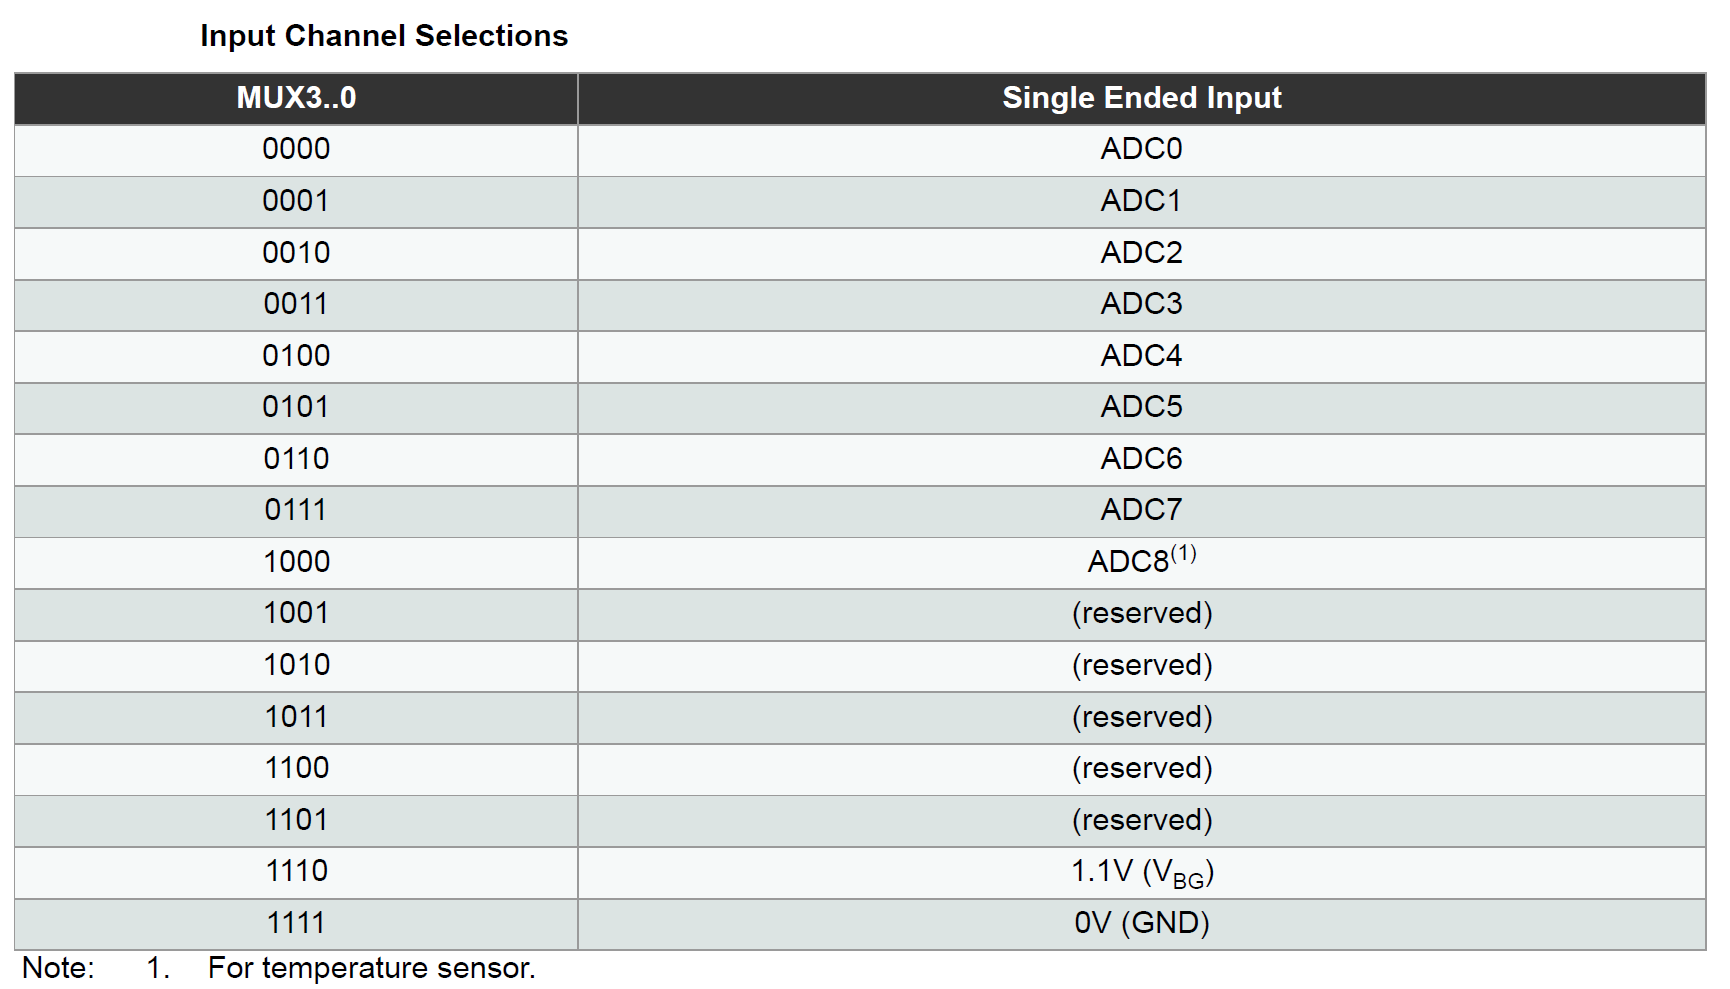 Input Channel Selections
MUX3..0 Single Ended Input
0000 ADC0
0001 ADC1
0010 ADC2
0011 ADC3
0100 ADC4
0101 ADC5
0110 ADC6
0111 ADC7
1000 ADC8(1)
1001 (reserved)
1010 (reserved)
1011 (reserved)
1100 (reserved)
1101 (reserved)
1110 1.1V (VBG)
1111 0V (GND)
Note: 1. For temperature sensor.